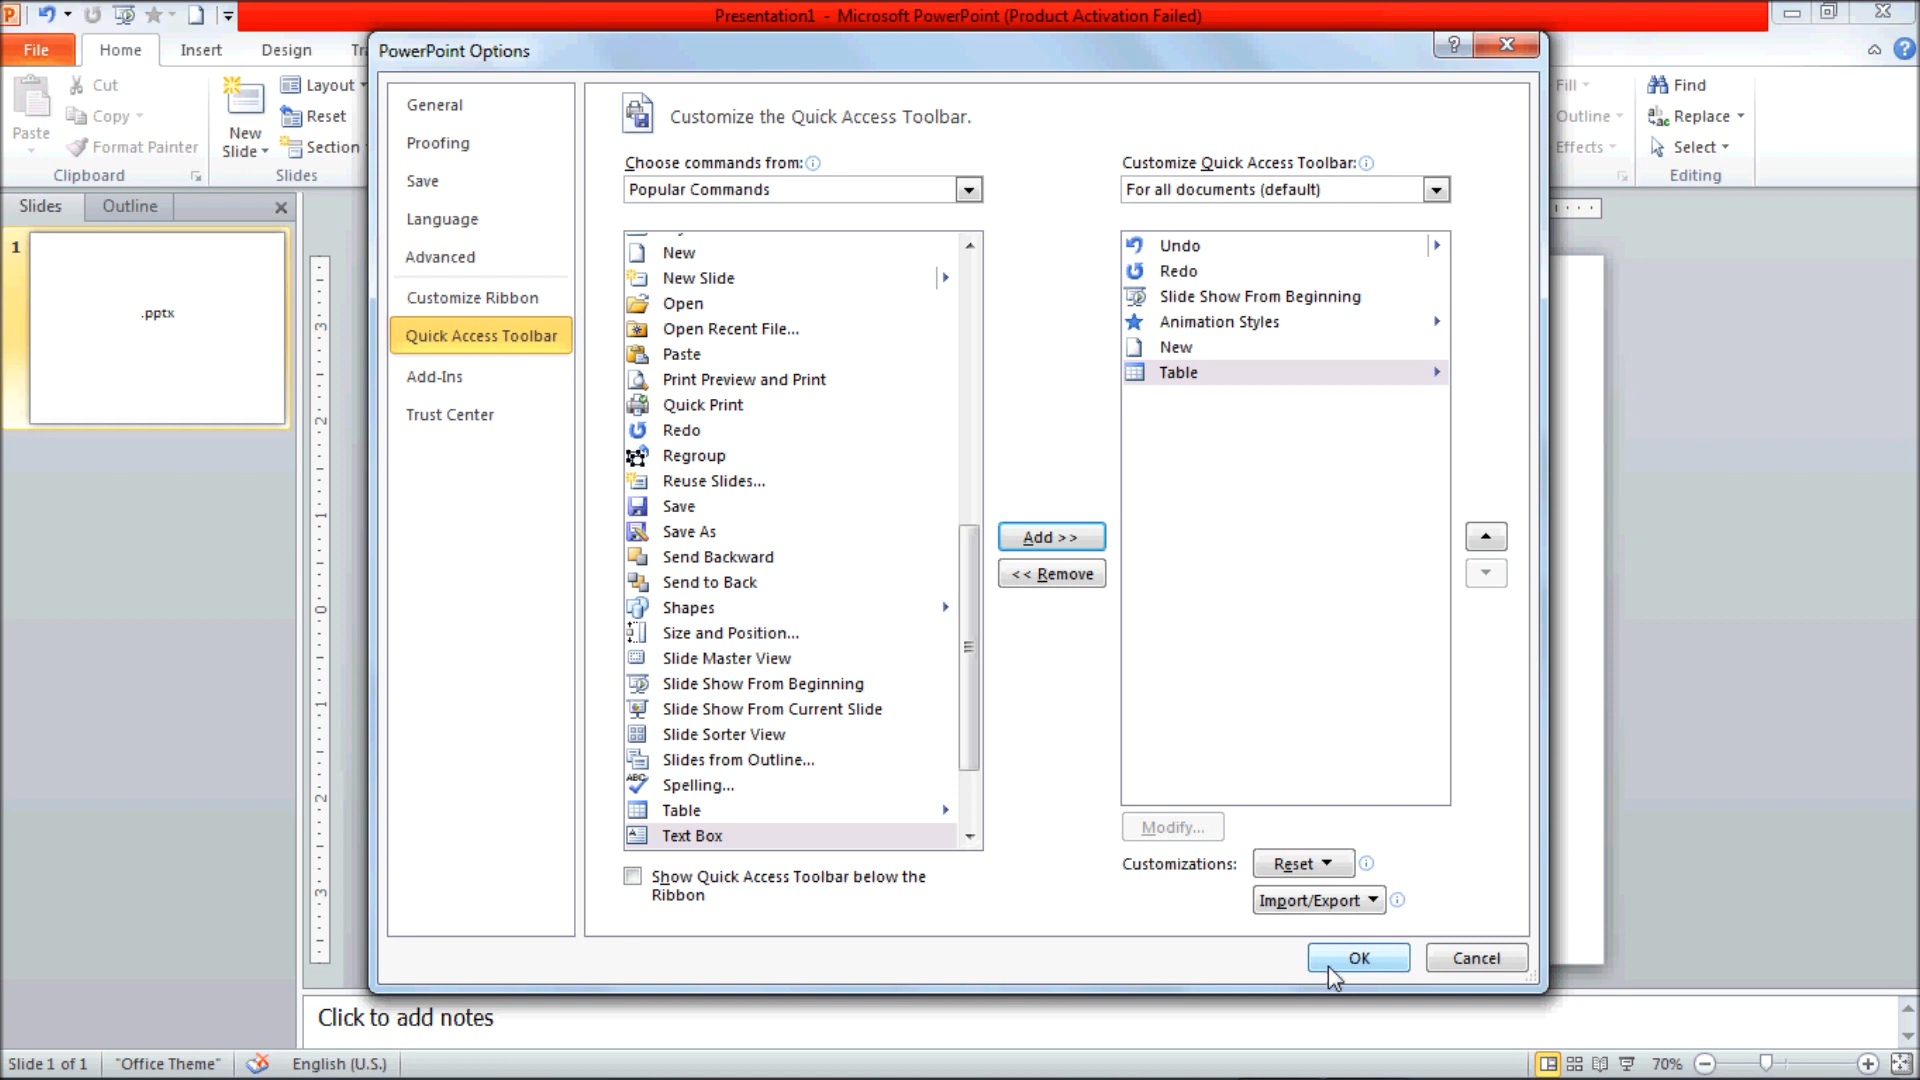 Presentation1 - Microsoft PowerPoint (Product Activation Failed)
File
Home
Insert
Design
Paste
Cut
Copy
Format Painter
Clipboard
New
Slide
Layout
Reset
Section
Slides
Fill
Outline
Effects
Find
Replace
Select
Editing
Slides
Outline
1
.pptx
PowerPoint Options
General
Proofing
Save
Language
Advanced
Customize Ribbon
Quick Access Toolbar
Add-Ins
Trust Center
Customize the Quick Access Toolbar.
Choose commands from:
Popular Commands
New
New Slide
Open
Open Recent File...
Paste
Print Preview and Print
Quick Print
Redo
Regroup
Reuse Slides...
Save
Save As
Send Backward
Send to Back
Shapes
Size and Position...
Slide Master View
Slide Show From Beginning
Slide Show From Current Slide
Slide Sorter View
Slides from Outline...
Spelling...
Table
Text Box
Show Quick Access Toolbar below the
Ribbon
Add >>
<< Remove
Customize Quick Access Toolbar:
For all documents (default)
Undo
Redo
Slide Show From Beginning
Animation Styles
New
Table
Modify...
Customizations:
Reset
Import/Export
OK
Cancel
3
2
1
0
1
2
3
Click to add notes
Slide 1 of 1
"Office Theme"
English (U.S.)
70%